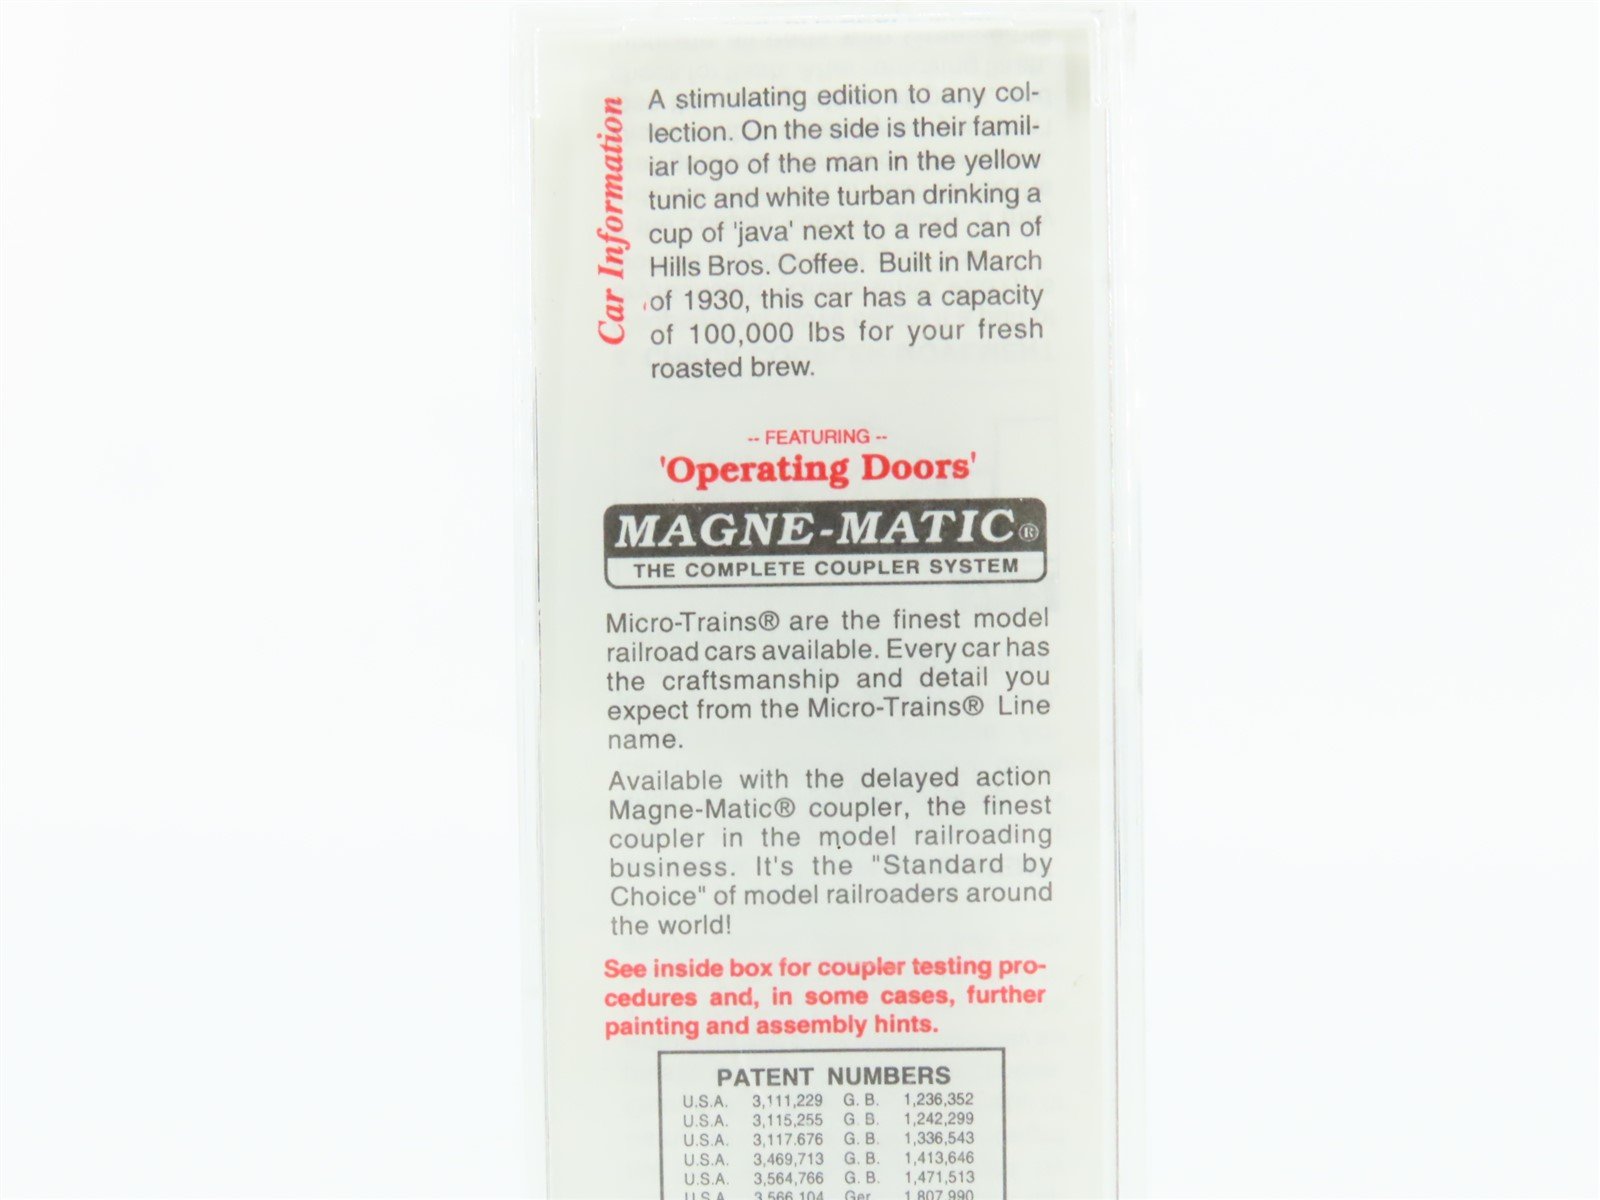 Car Information
A stimulating edition to any col-
lection. On the side is their famil-
iar logo of the man in the yellow
tunic and white turban drinking a
cup of 'java' next to a red can of
Hills Bros. Coffee. Built in March
of 1930, this car has a capacity
of 100,000 lbs for your fresh
roasted brew.
-- FEATURING --
'Operating Doors'
MAGNE-MATIC®
THE COMPLETE COUPLER SYSTEM
Micro-Trains® are the finest model
railroad cars available. Every car has
the craftsmanship and detail you
expect from the Micro-Trains® Line
name.
Available with the delayed action
Magne-Matic® coupler, the finest
coupler in the model railroading
business. It's the "Standard by
Choice" of model railroaders around
the world!
See inside box for coupler testing pro-
cedures and, in some cases, further
painting and assembly hints.
PATENT NUMBERS
U.S.A. 3,111,229 G. B. 1,236,352
U.S.A. 3,115,255 G. B. 1,242,299
U.S.A. 3,117.676 G. B. 1,336,543
U.S.A. 3,469,713 G. B. 1,413,646
U.S.A. 3,564,766 G. B. 1,471,513
U.S.A. 3,566,104 Ger. 1,807,990